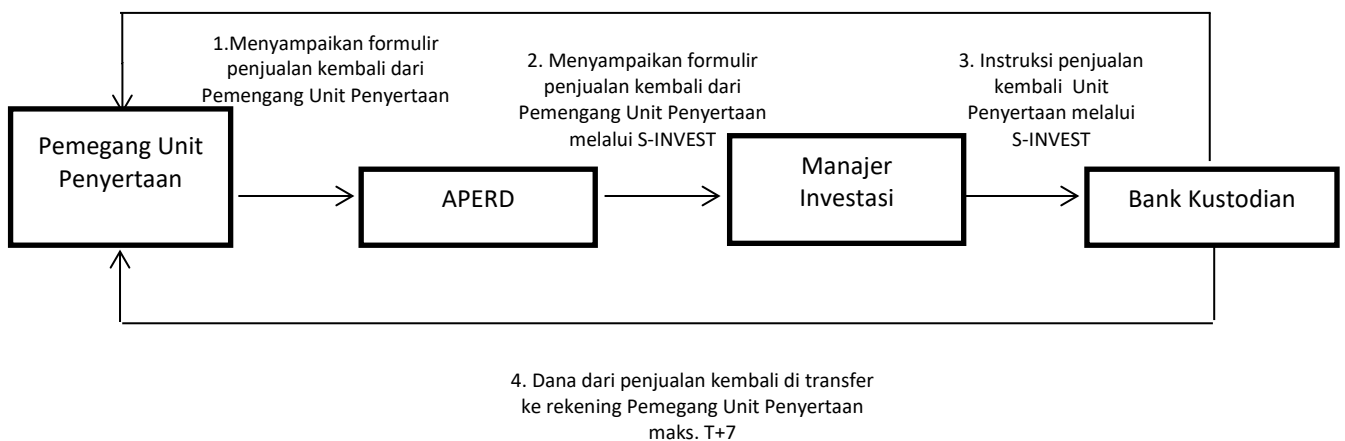 1.Menyampaikan formulir
penjualan kembali dari
Pemengang Unit Penyertaan
2. Menyampaikan formulir
penjualan kembali dari
Pemengang Unit Penyertaan
melalui S-INVEST
3. Instruksi penjualan
kembali Unit
Penyertaan melalui
S-INVEST
Pemegang Unit
Penyertaan
APERD
Manajer
Investasi
Bank Kustodian
4. Dana dari penjualan kembali di transfer
ke rekening Pemegang Unit Penyertaan
maks. T+7